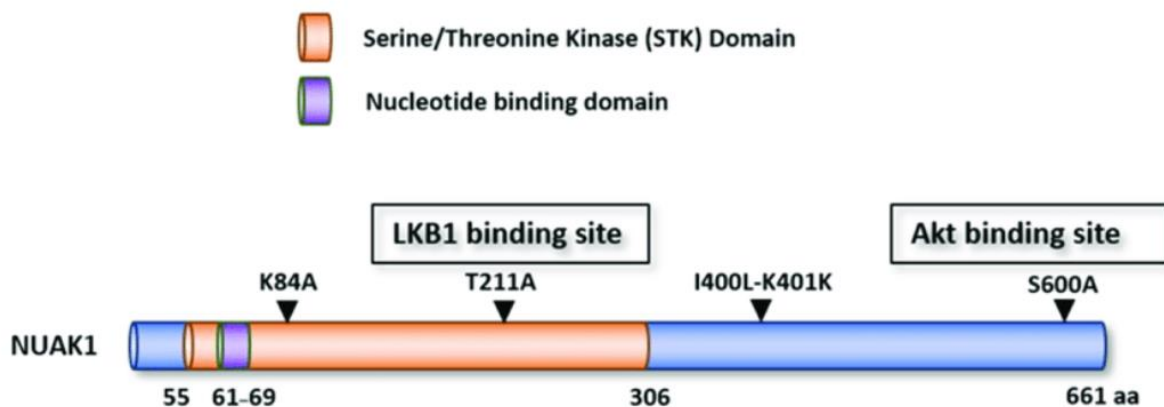 Serine/Threonine Kinase (STK) Domain
Nucleotide binding domain
LKB1 binding site
Akt binding site
K84A
T211A
I400L-K401K
S600A
NUAK1
55
61-69
306
661 aa